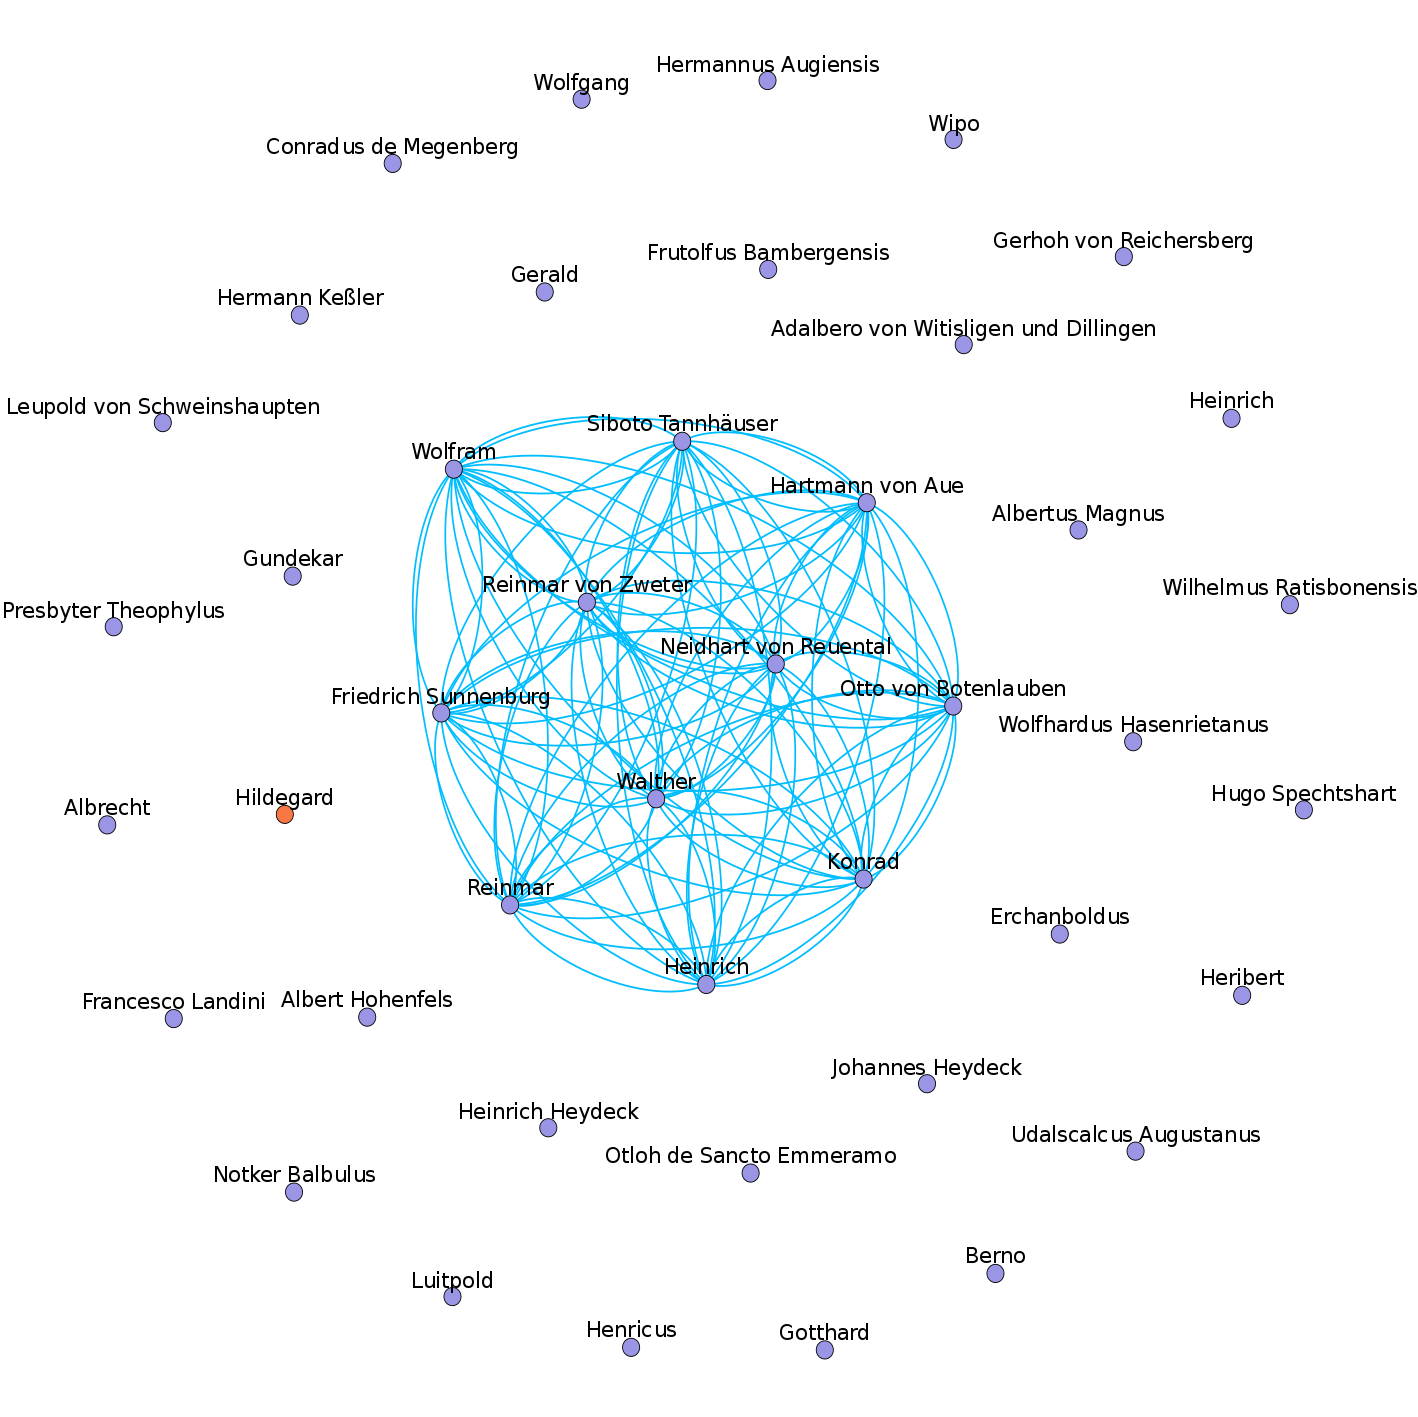 Hermannus Augiensis
Wolfgang
Wipo
Conradus de Megenberg
Gerhoh von Reichersberg
Frutolfus Bambergensis
Gerald
Hermann Keßler
Adalbero von Witisligen und Dillingen
Heinrich
Leupold von Schweinshaupten
Siboto Tannhäuser
Wolfram
Hartmann von Aue
Albertus Magnus
Gundekar
Reinmar von Zweter
Wilhelmus Ratisbonensis
Presbyter Theophylus
Neidhart von Reuental
Otto von Botenlauben
Friedrich Sunnenburg
Wolfhardus Hasenrietanus
Walther
Hugo Spechtshart
Hildegard
Albrecht
Konrad
Reinmar
Erchanboldus
Heinrich
Heribert
Albert Hohenfels
Francesco Landini
Johannes Heydeck
Heinrich Heydeck
Udalscalcus Augustanus
Otloh de Sancto Emmeramo
Notker Balbulus
Berno
Luitpold
Henricus
Gotthard